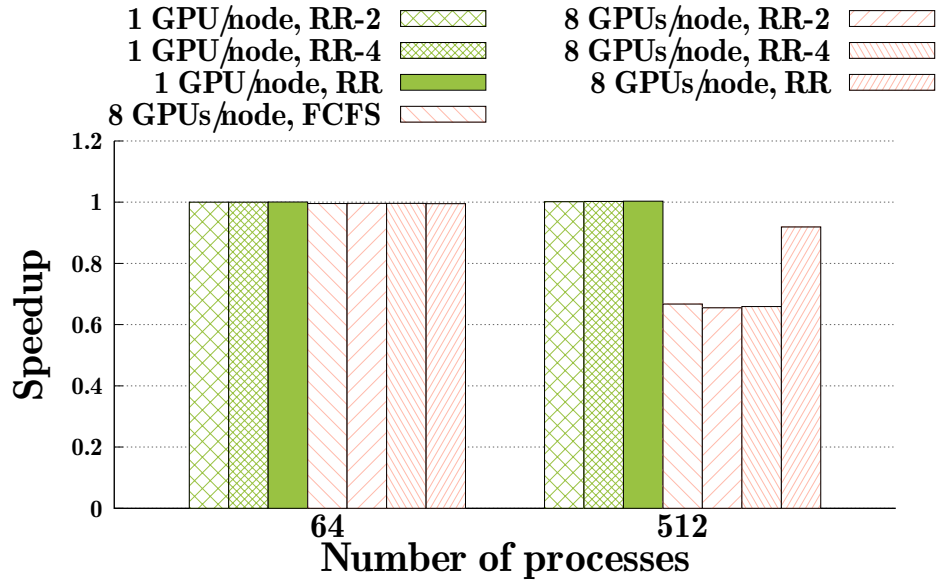 1 GPU/node, RR-2
1 GPU/node, RR-4
1 GPU/node, RR
8 GPUs/node, FCFS
8 GPUs/node, RR-2
8 GPUs/node, RR-4
8 GPUs/node, RR
1.2
1
0.8
0.6
0.4
0.2
0
Speedup
64
512
Number of processes